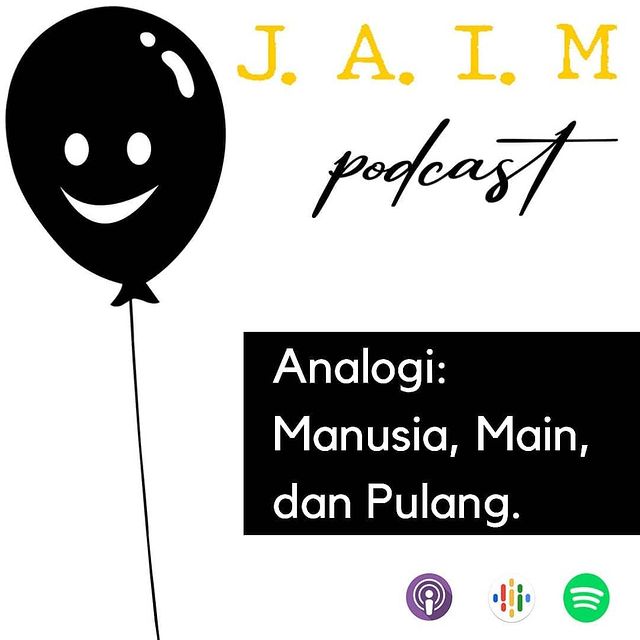 J. A. I. M
podcast
Analogi:
Manusia, Main,
dan Pulang.